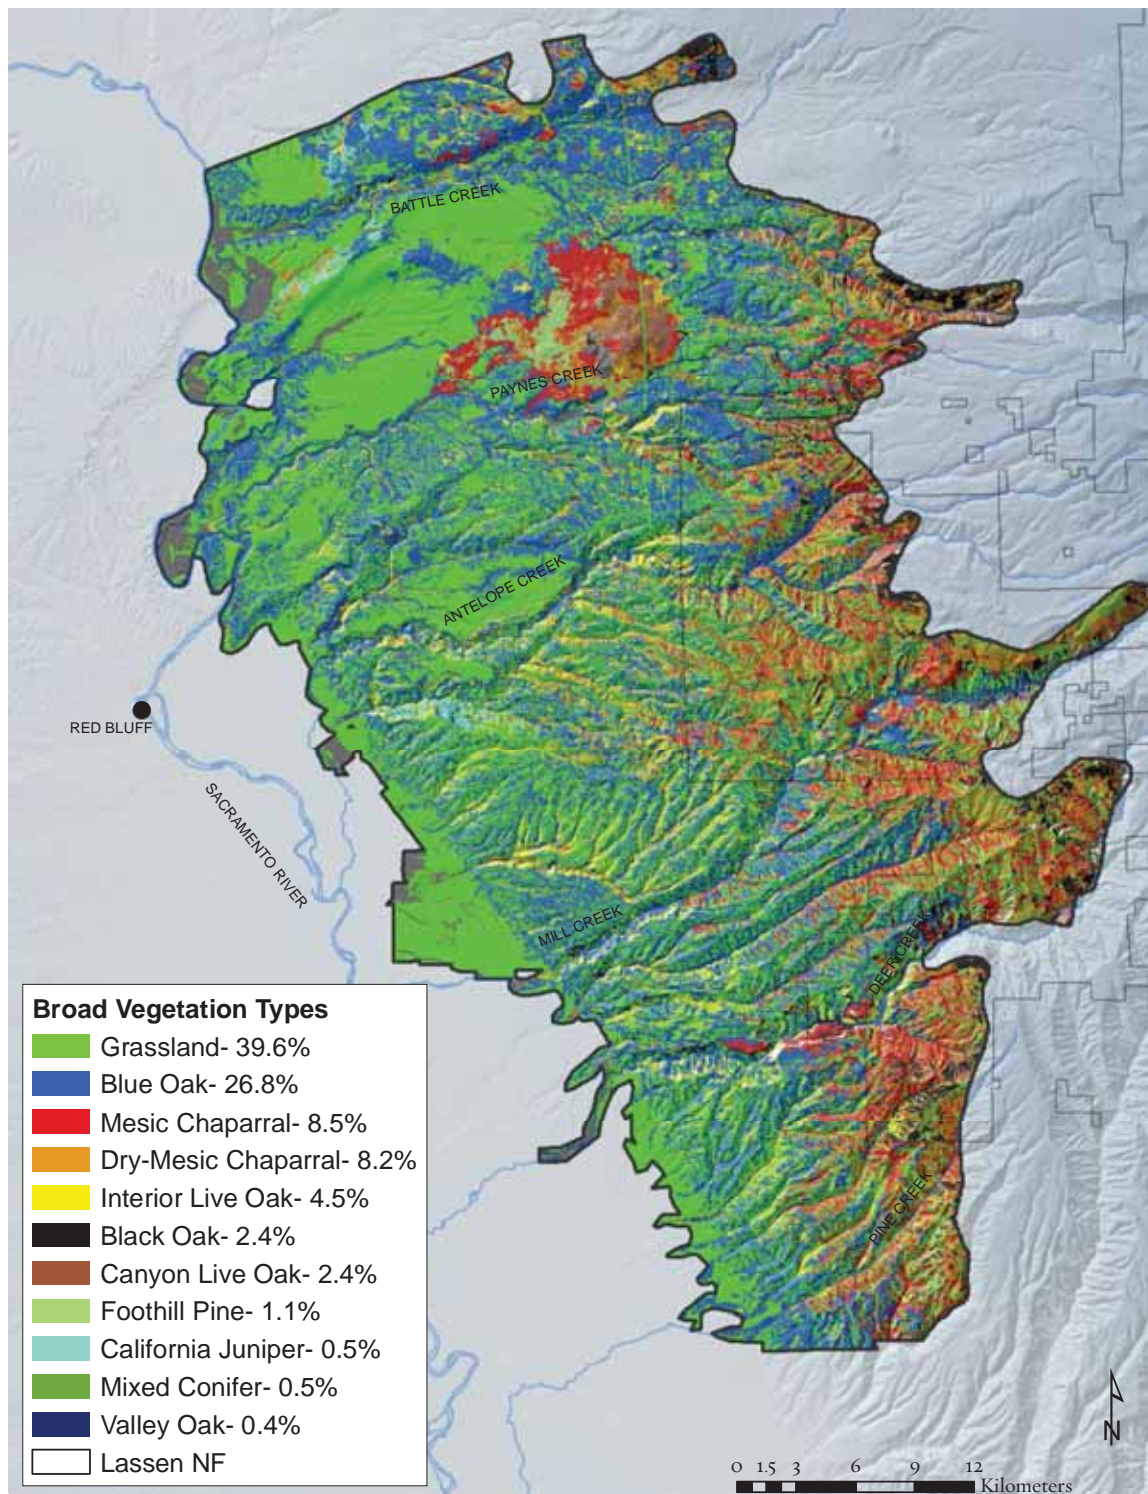 BATTLE CREEK
PAYNES CREEK
ANTELOPE CREEK
RED BLUFF
SACRAMENTO RIVER
MILL CREEK
DEER CREEK
PINE CREEK
Broad Vegetation Types
Grassland- 39.6%
Blue Oak- 26.8%
Mesic Chaparral- 8.5%
Dry-Mesic Chaparral- 8.2%
Interior Live Oak- 4.5%
Black Oak- 2.4%
Canyon Live Oak- 2.4%
Foothill Pine- 1.1%
California Juniper- 0.5%
Mixed Conifer- 0.5%
Valley Oak- 0.4%
Lassen NF
N
0 1.5 3 6 9 12
Kilometers